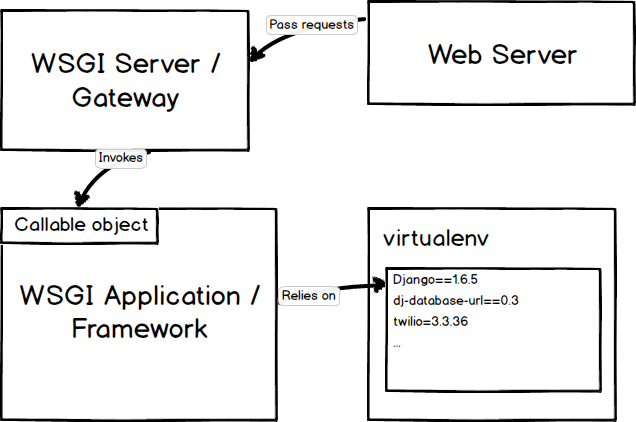 Pass requests
WSGI Server /
Gateway
Web Server
Invokes
Callable object
WSGI Application /
Framework
Relies on
virtualenv
Django==1.6.5
dj-database-url==0.3
twilio=3.3.36
...